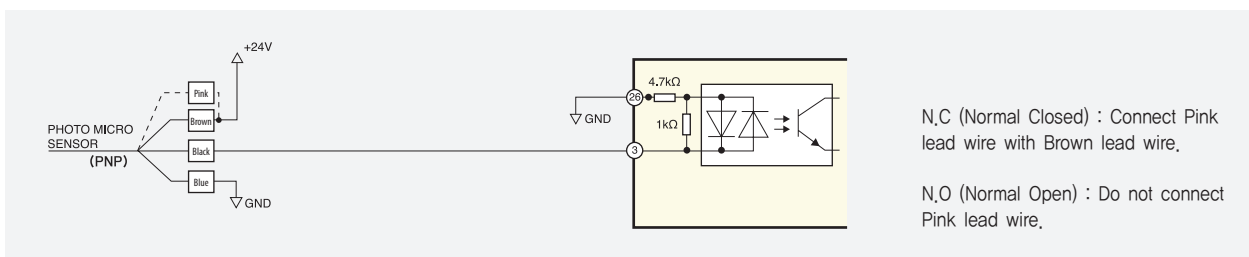 +24V
Pink
Brown
PHOTO MICRO
SENSOR
(PNP)
Black
Blue
GND
GND
26
4.7kΩ
1kΩ
3
N.C (Normal Closed) : Connect Pink
lead wire with Brown lead wire.
N.O (Normal Open) : Do not connect
Pink lead wire.